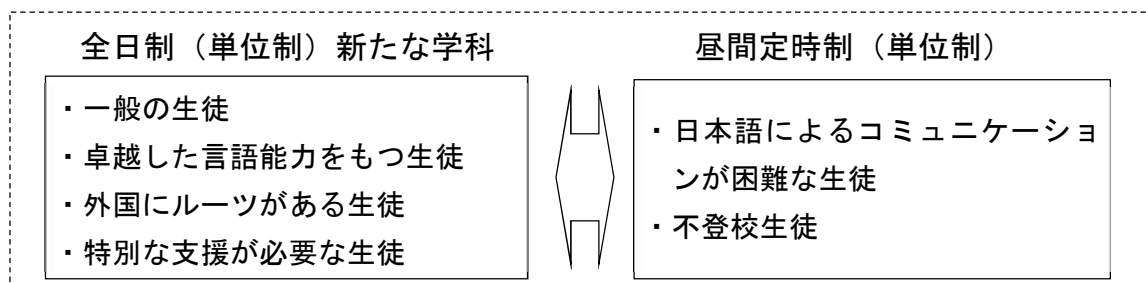 全日制（単位制）新たな学科
・一般の生徒
・卓越した言語能力をもつ生徒
・外国にルーツがある生徒
・特別な支援が必要な生徒
昼間定時制（単位制）
・日本語によるコミュニケーショ
ンが困難な生徒
・不登校生徒